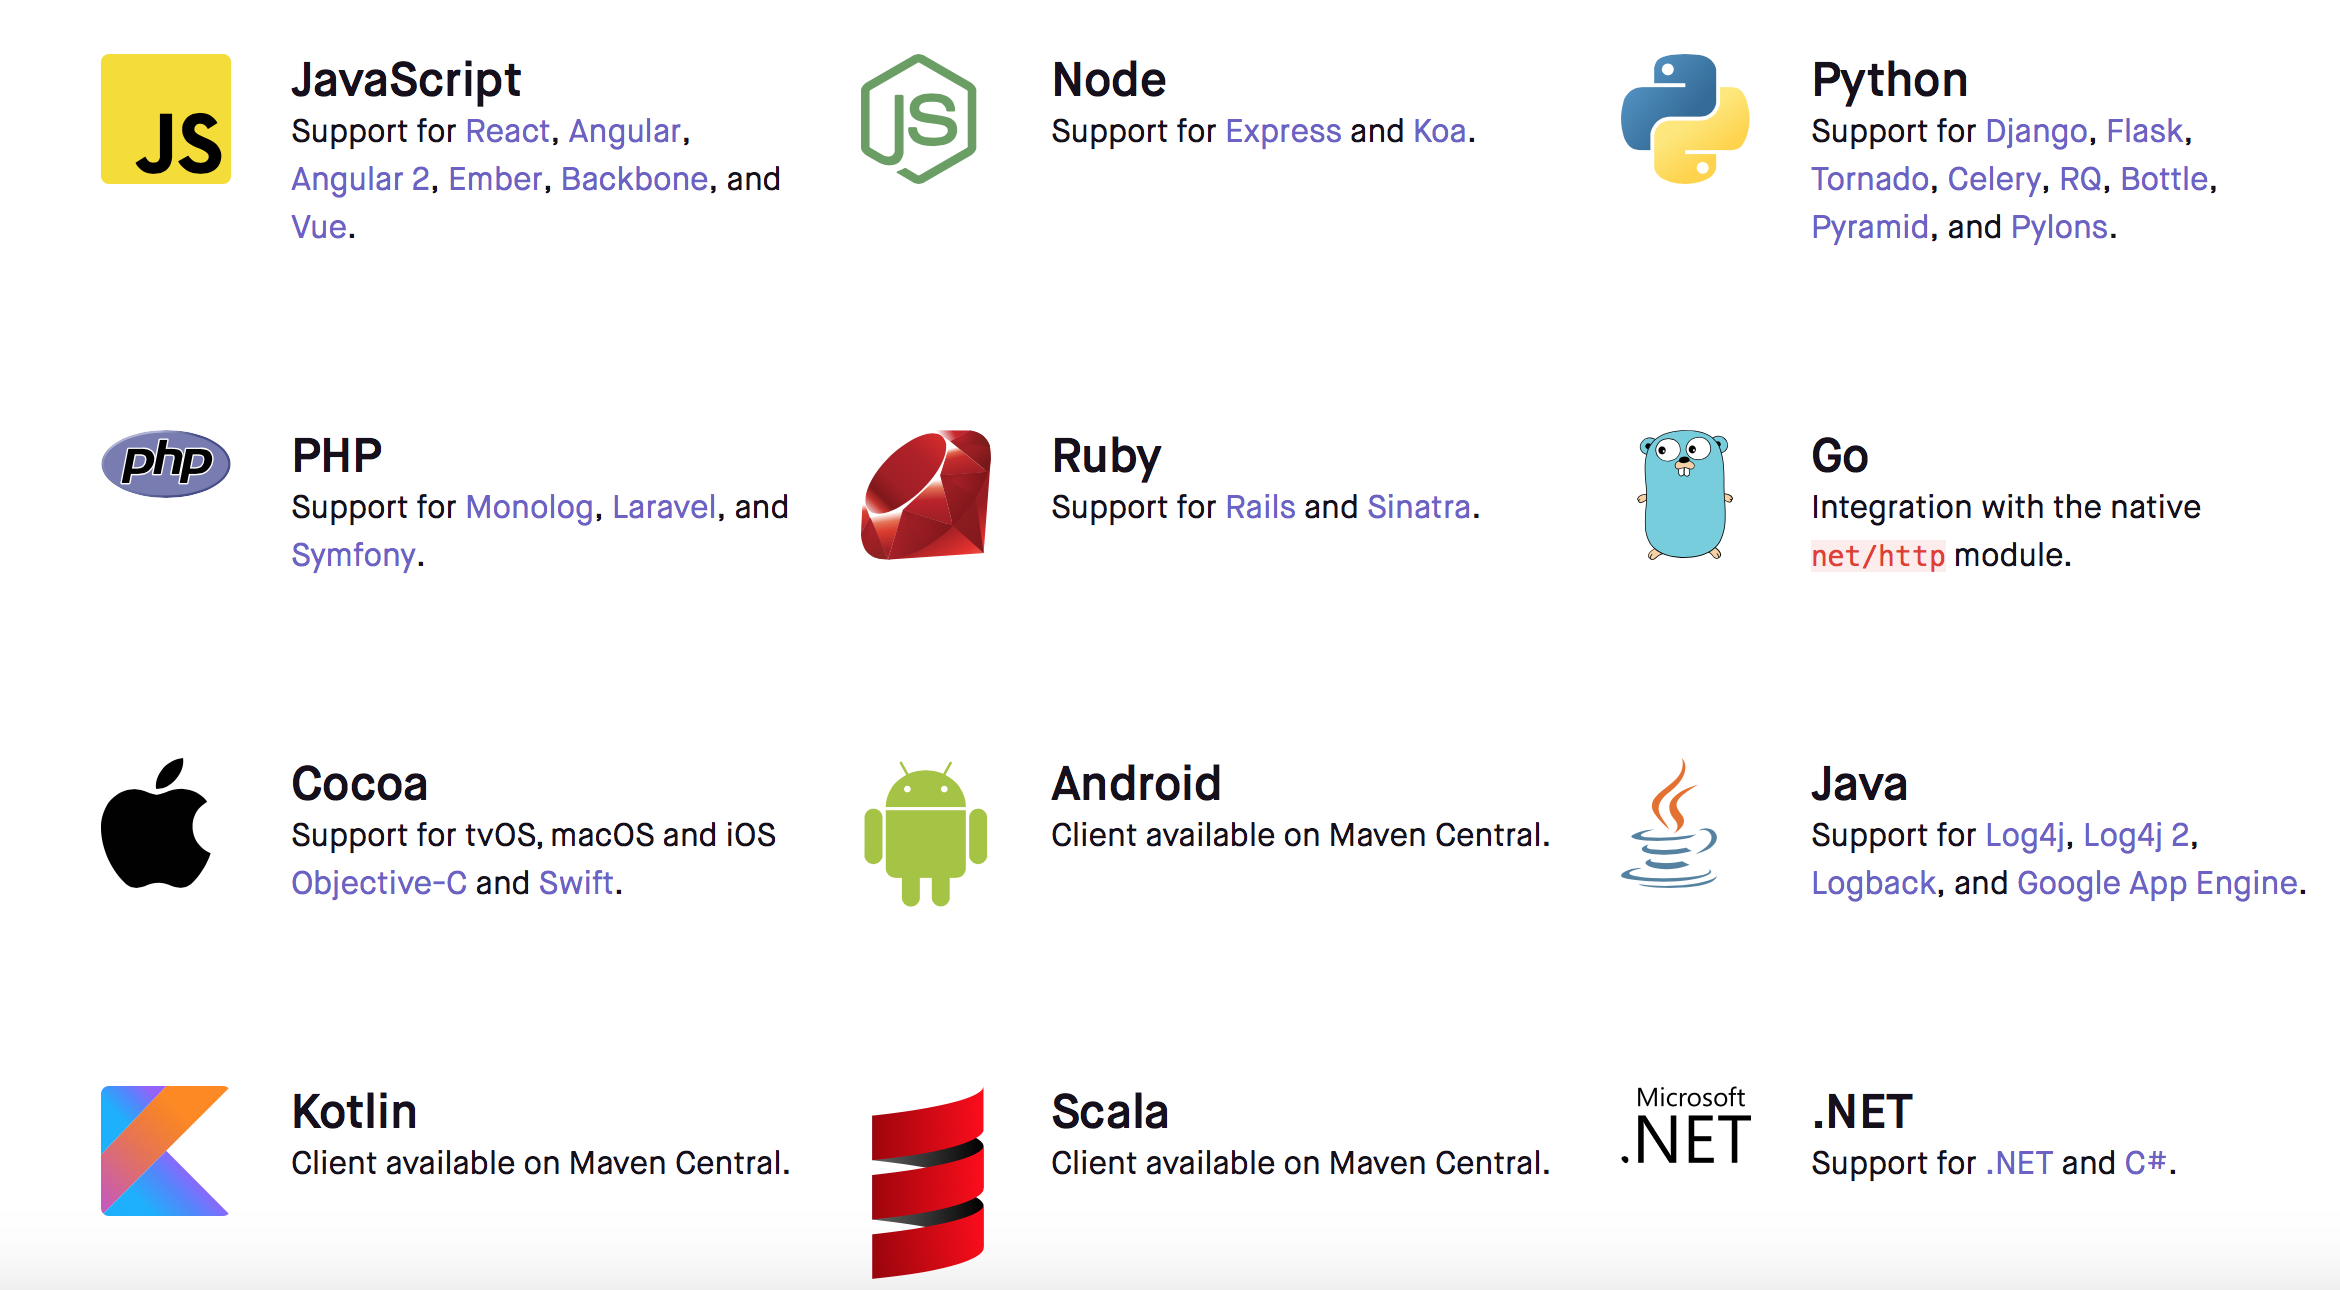 JS
JavaScript
Support for React, Angular,
Angular 2, Ember, Backbone, and
Vue.
JS
Node
Support for Express and Koa.
Python
Support for Django, Flask,
Tornado, Celery, RQ, Bottle,
Pyramid, and Pylons.
php
PHP
Support for Monolog, Laravel, and
Symfony.
Ruby
Support for Rails and Sinatra.
Go
Integration with the native
net/http module.
Cocoa
Support for tvOS, macOS and iOS
Objective-C and Swift.
Android
Client available on Maven Central.
Java
Support for Log4j, Log4j 2,
Logback, and Google App Engine.
Kotlin
Client available on Maven Central.
Scala
Client available on Maven Central.
Microsoft
.NET
.NET
Support for .NET and C#.